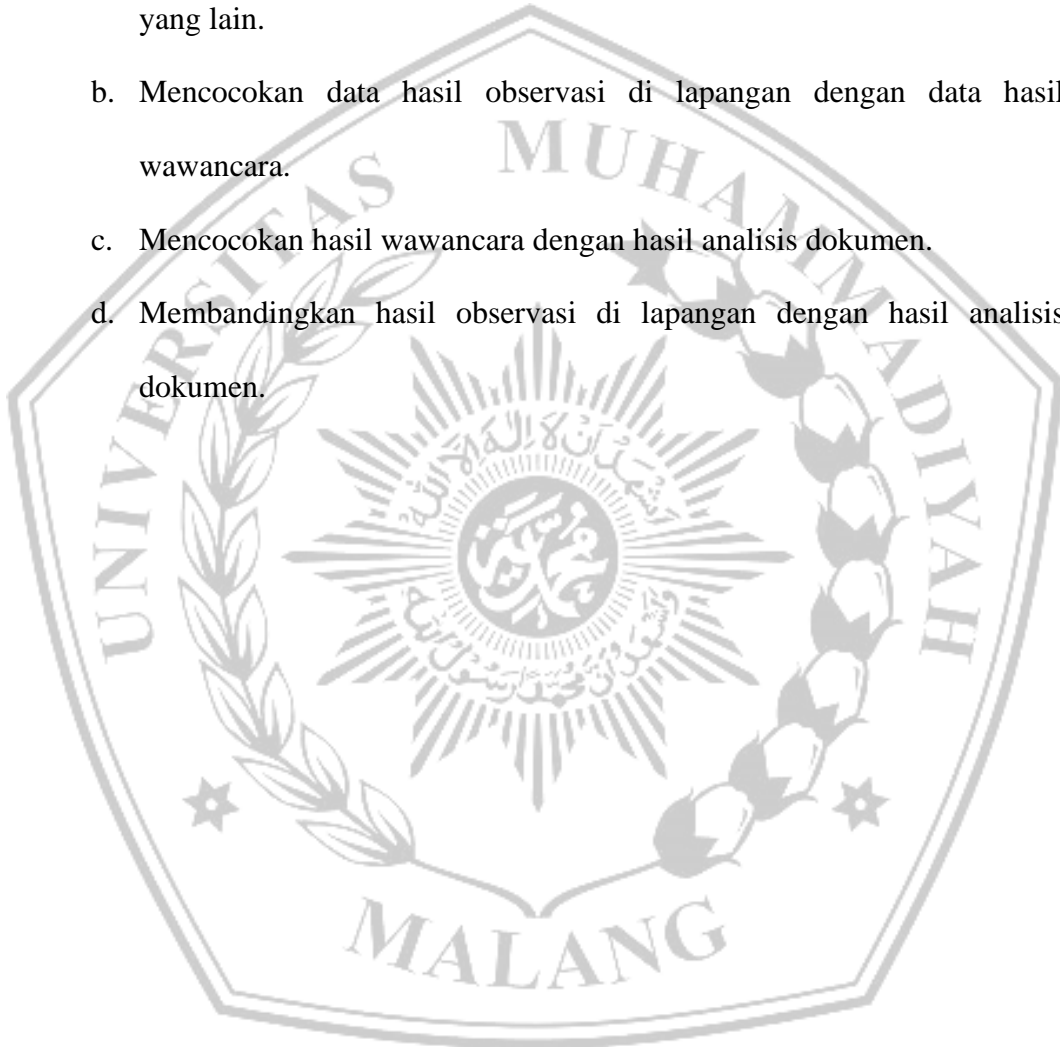 yang lain.
b. Mencocokan data hasil observasi di lapangan dengan data hasil
wawancara.
c. Mencocokan hasil wawancara dengan hasil analisis dokumen.
d. Membandingkan hasil observasi di lapangan dengan hasil analisis
dokumen.
UNIVERSITAS MUHAMMADIYAH
MALANG